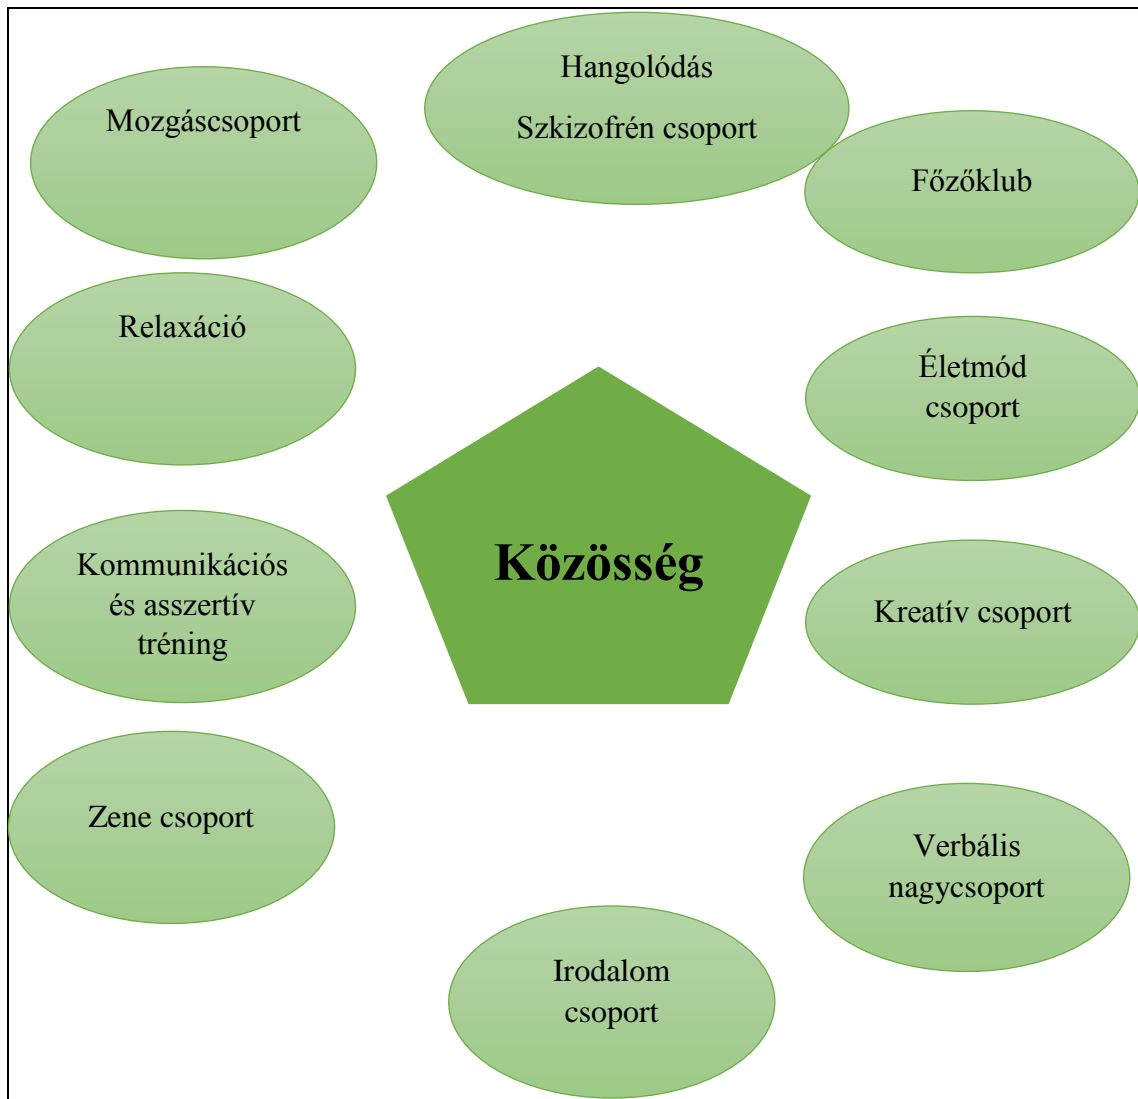 Hangolódás
Szkizofrén csoport
Mozgáscsoport
Főzőklub
Relaxáció
Életmód
csoport
Közösség
Kommunikációs
és asszertív
tréning
Kreatív csoport
Zene csoport
Verbális
nagycsoport
Irodalom
csoport